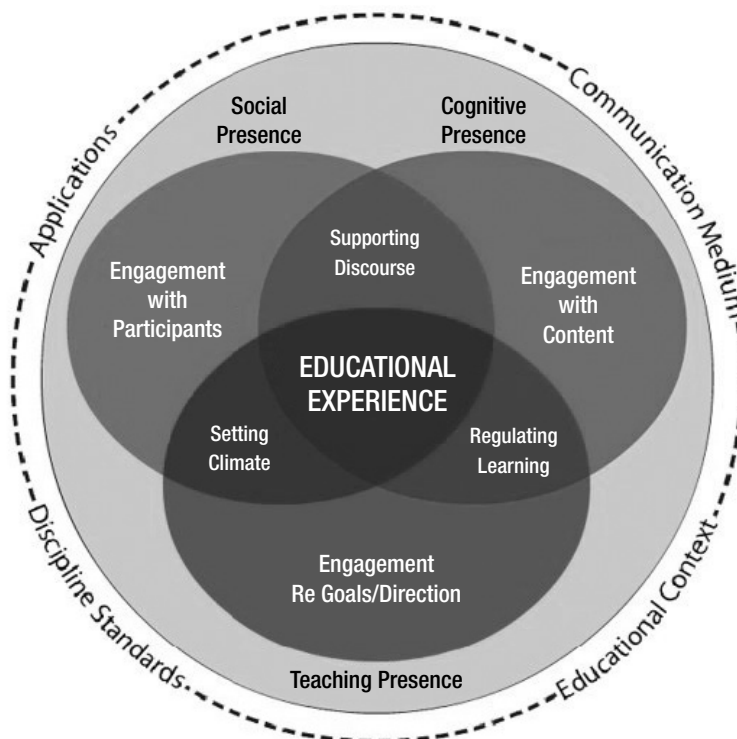 Communication Medium
Applications
Social
Presence
Cognitive
Presence
Supporting
Discourse
Engagement
with
Participants
Engagement
with
Content
EDUCATIONAL
EXPERIENCE
Setting
Climate
Regulating
Learning
Engagement
Re Goals/Direction
Teaching Presence
Discipline Standards
Educational Context